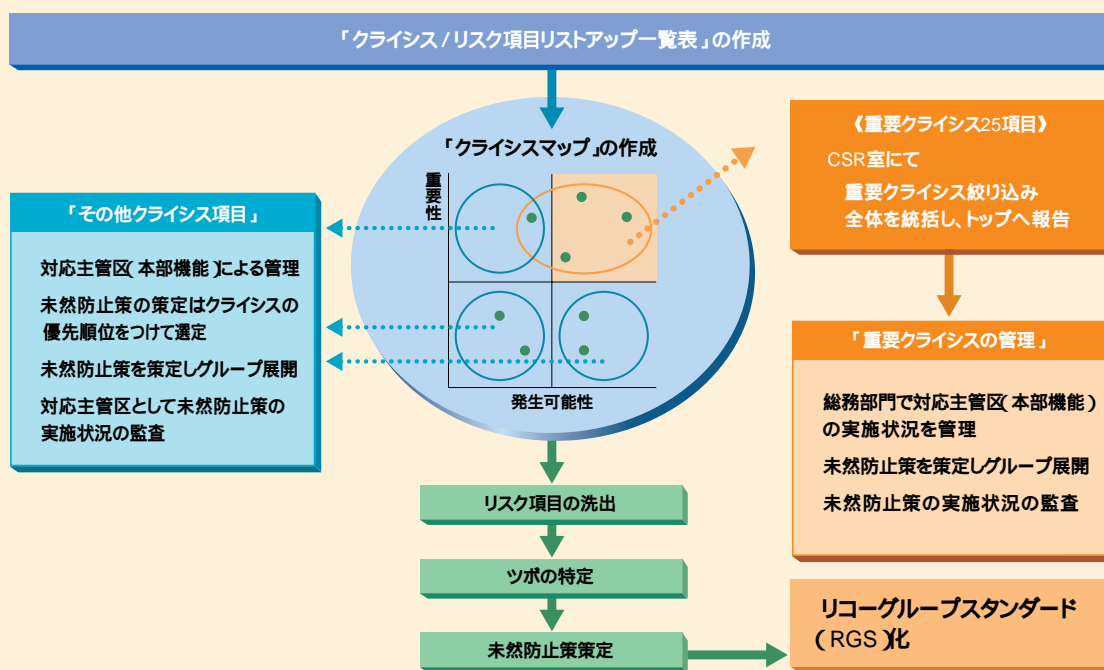 「クライシス/リスク項目リストアップ一覧表」の作成
「クライシスマップ」の作成
重要性
発生可能性
「その他クライシス項目」
対応主管区(本部機能)による管理
未然防止策の策定はクライシスの
優先順位をつけて選定
未然防止策を策定しグループ展開
対応主管区として未然防止策の
実施状況の監査
《重要クライシス25項目》
CSR室にて
重要クライシス絞り込み
全体を統括し、トップへ報告
「重要クライシスの管理」
総務部門で対応主管区(本部機能)
の実施状況を管理
未然防止策を策定しグループ展開
未然防止策の実施状況の監査
リスク項目の洗出
ツボの特定
未然防止策策定
リコーグループスタンダード
(RGS)化